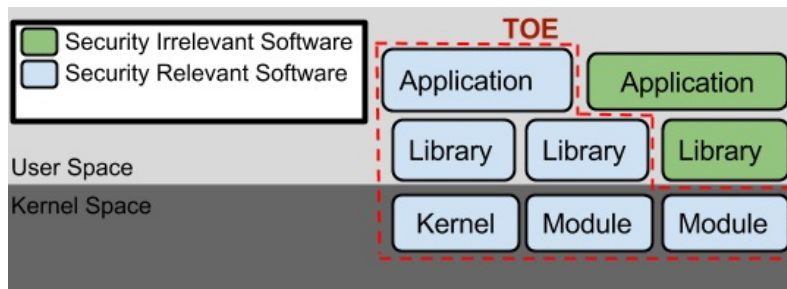 Security Irrelevant Software
Security Relevant Software
TOE
Application
Application
Library
Library
Library
User Space
Kernel Space
Kernel
Module
Module